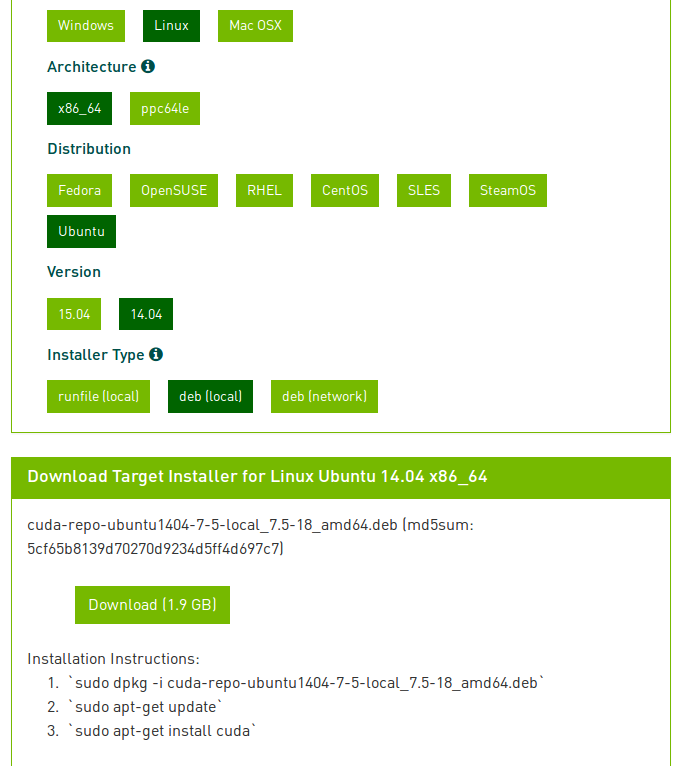 Windows Linux Mac OSX
Architecture
x86_64 ppc64le
Distribution
Fedora OpenSUSE RHEL CentOS SLES SteamOS
Ubuntu
Version
15.04 14.04
Installer Type
runfile (local) deb (local) deb (network)
Download Target Installer for Linux Ubuntu 14.04 x86_64
cuda-repo-ubuntu1404-7-5-local_7.5-18_amd64.deb (md5sum:
5cf65b8139d70270d9234d5ff4d697c7)
Download (1.9 GB)
Installation Instructions:
1. `sudo dpkg -i cuda-repo-ubuntu1404-7-5-local_7.5-18_amd64.deb`
2. `sudo apt-get update`
3. `sudo apt-get install cuda`